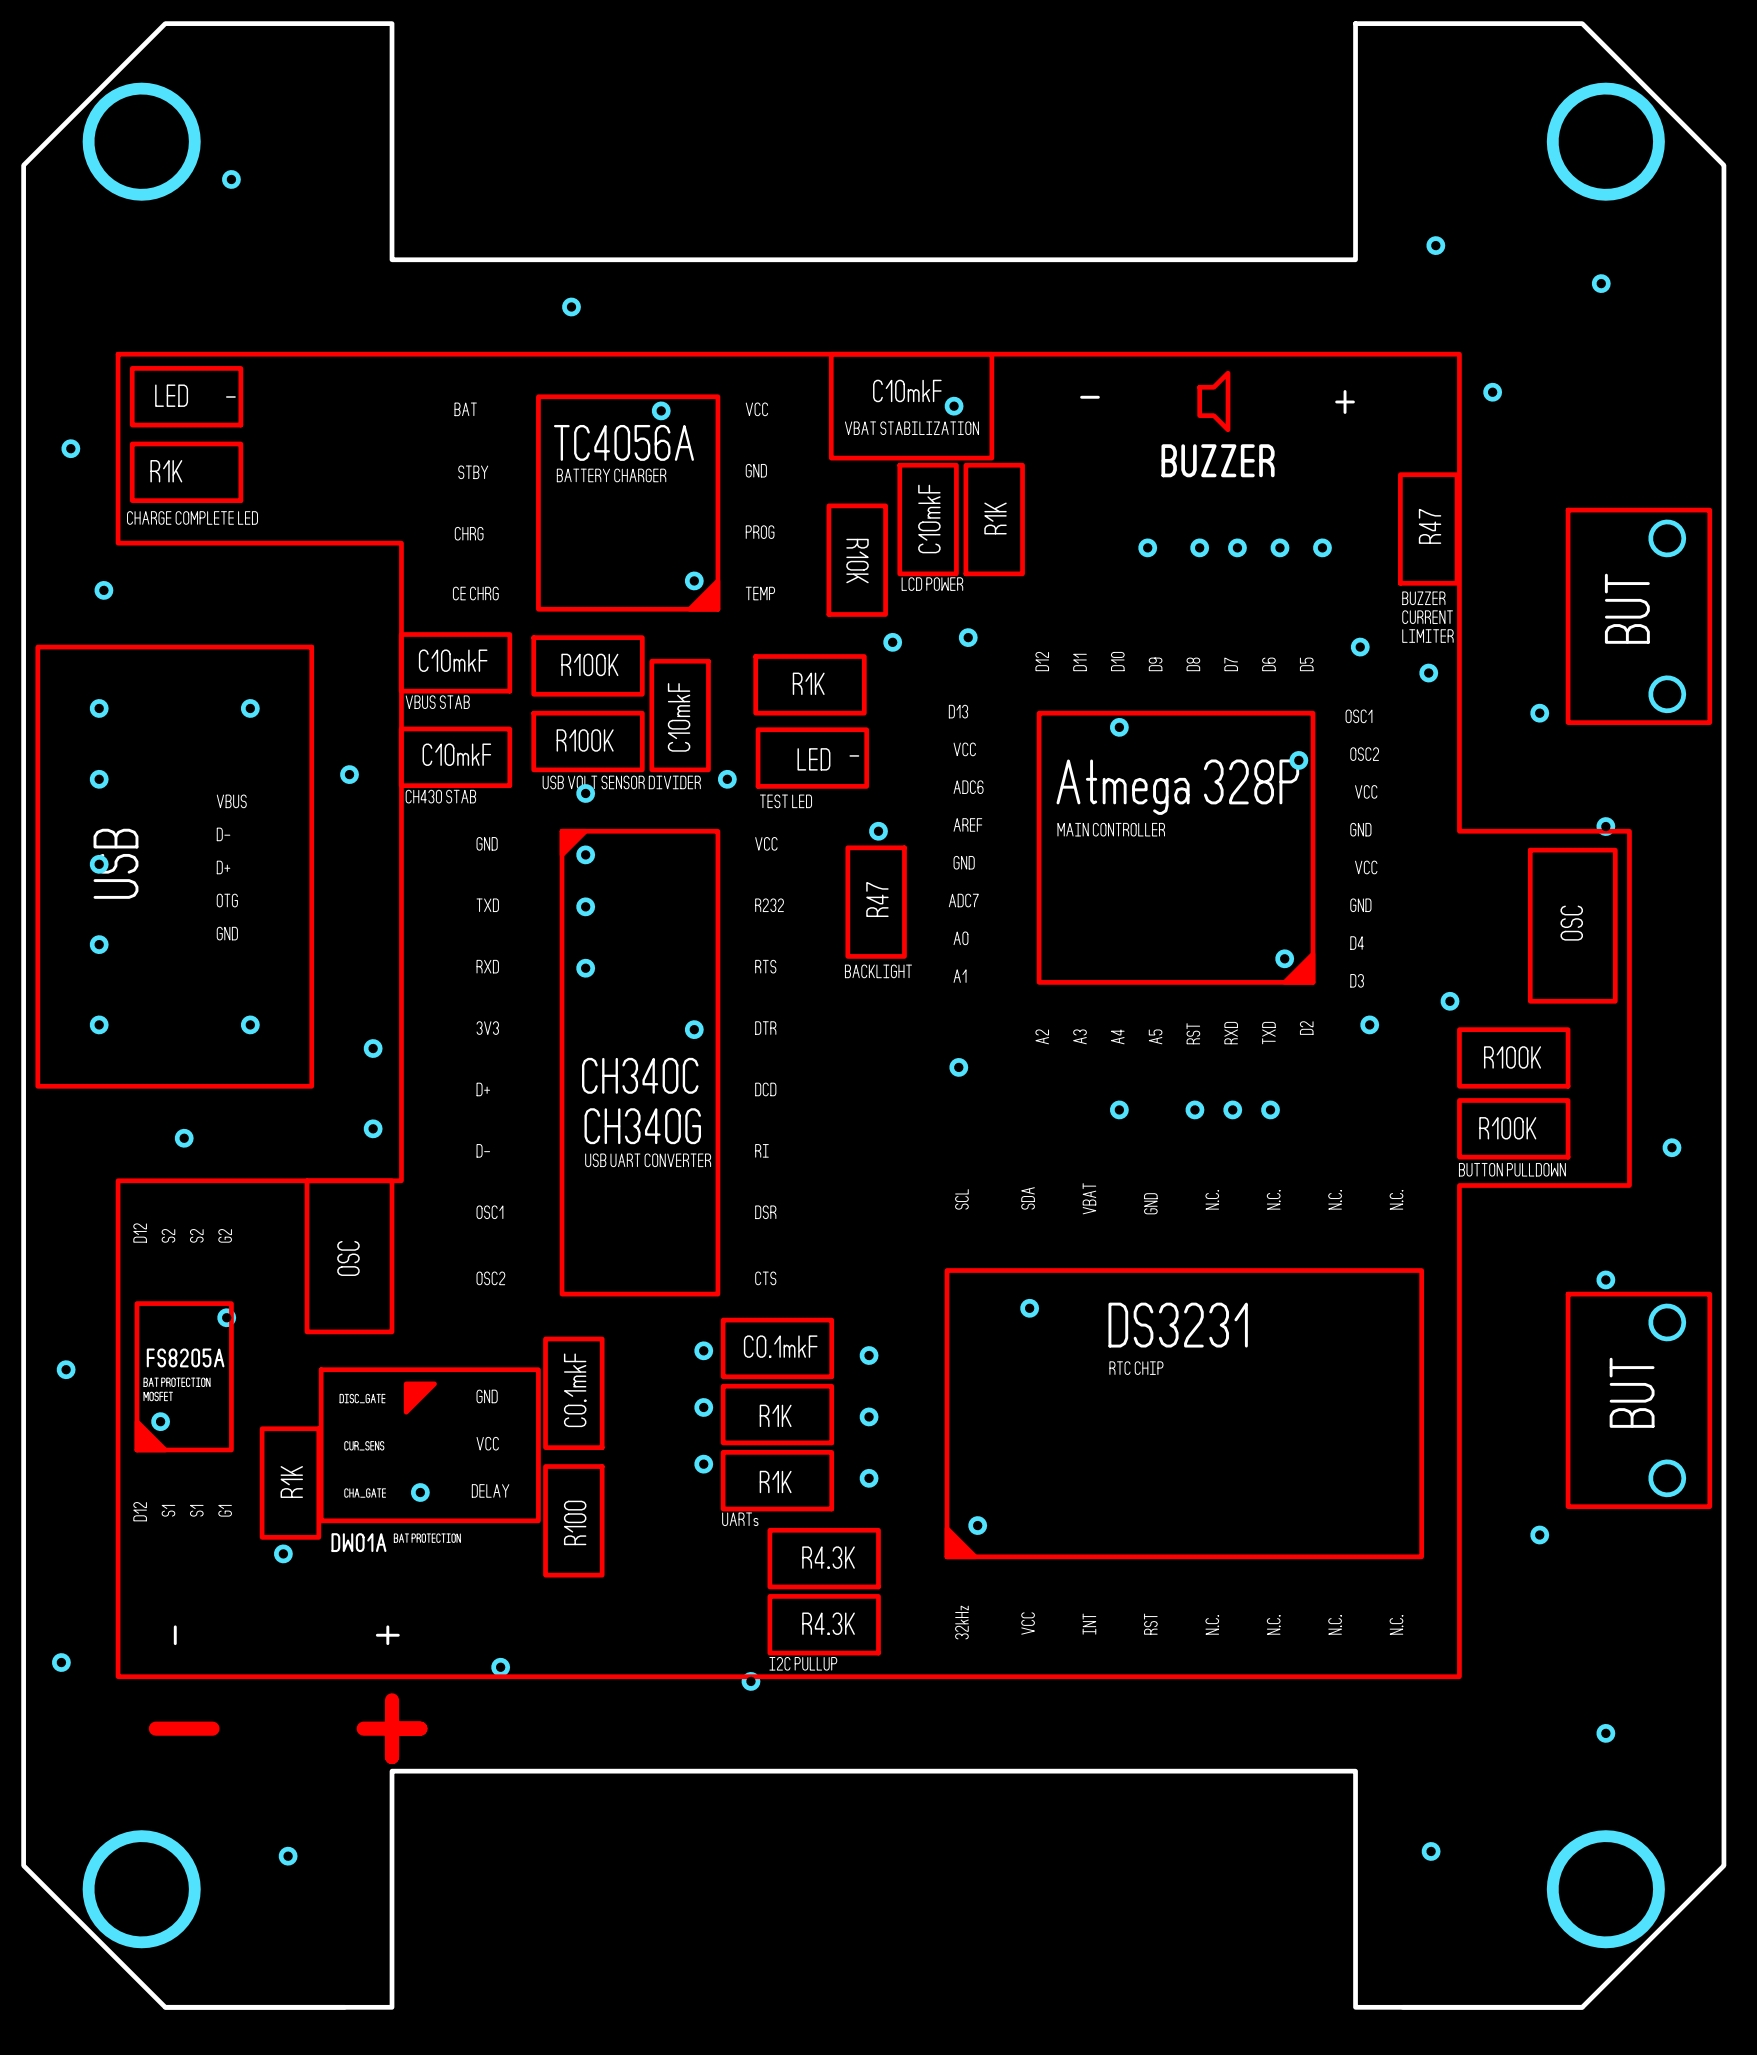 LED -
R1K
CHARGE COMPLETE LED
BAT
STBY
CHRG
CE CHRG
TC4056A
BATTERY CHARGER
VCC
GND
PROG
TEMP
C10mkF
VBAT STABILIZATION
R10K
C10mkF
R1K
LCD POWER
- +
BUZZER
R47
BUZZER
CURRENT
LIMITER
BUT
C10mkF
VBUS STAB
C10mkF
CH430 STAB
R100K
R100K
C10mkF
USB VOLT SENSOR DIVIDER
R1K
LED -
TEST LED
USB
VBUS
D-
D+
OTG
GND
GND
TXD
RXD
3V3
D+
D-
OSC1
OSC2
CH340C
CH340G
USB UART CONVERTER
VCC
R232
RTS
DTR
DCD
RI
DSR
CTS
R47
BACKLIGHT
D12 D11 D10 D9 D8 D7 D6 D5
D13
VCC
ADC6
AREF
GND
ADC7
A0
A1
Atmega 328P
MAIN CONTROLLER
OSC1
OSC2
VCC
GND
VCC
GND
D4
D3
A2 A3 A4 A5 RST RXD TXD D2
OSC
R100K
R100K
BUTTON PULLDOWN
D12 S2 S2 G2
OSC
FS8205A
BAT PROTECTION
MOSFET
D12 S1 S1 G1
R1K
DISC_GATE
CUR_SENS
CHA_GATE
GND
VCC
DELAY
DW01A BAT PROTECTION
C0.1mkF
R100
C0.1mkF
R1K
R1K
UARTs
R4.3K
R4.3K
I2C PULLUP
SCL SDA VBAT GND N.C. N.C. N.C. N.C.
DS3231
RTC CHIP
32kHz VCC INT RST N.C. N.C. N.C. N.C.
BUT
- +
- +